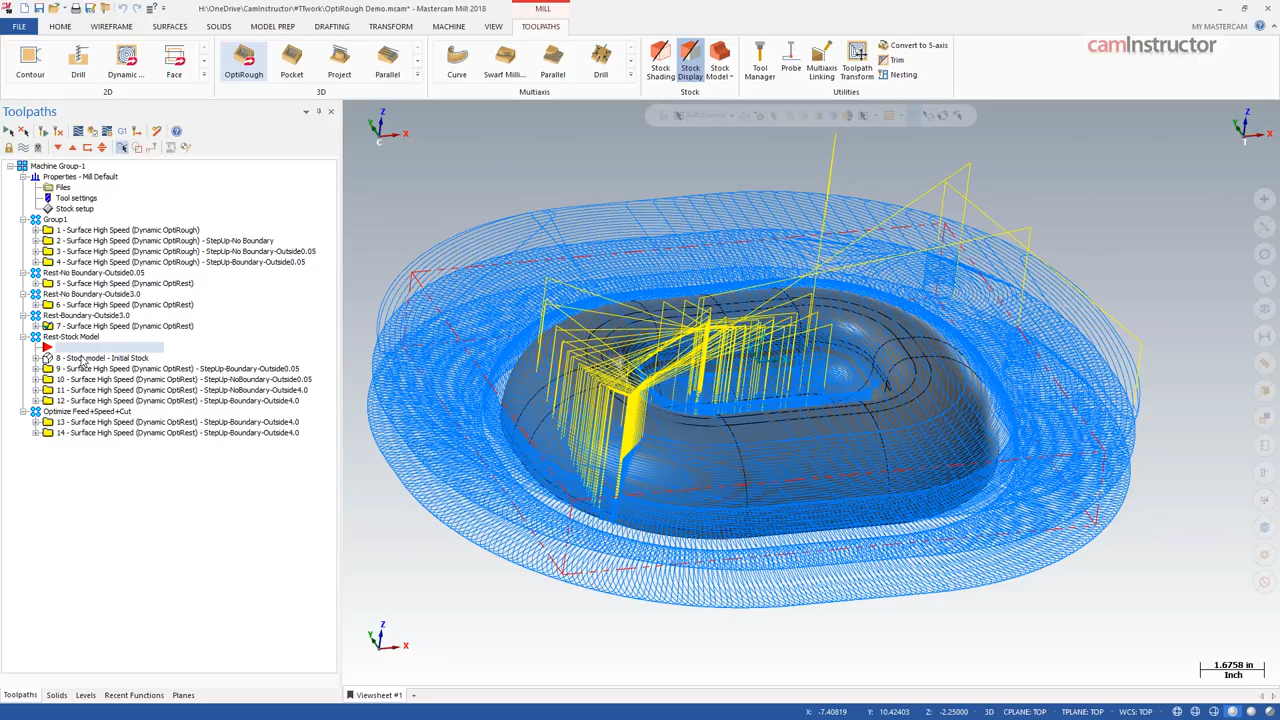 H:\OneDrive\CamInstructor\#TTwork\OptiRough Demo.mcam* - Mastercam Mill 2018
MILL
FILE HOME WIREFRAME SURFACES SOLIDS MODEL PREP DRAFTING TRANSFORM MACHINE VIEW TOOLPATHS
MY MASTERCAM
Contour Drill Dynamic ... Face
OptiRough Pocket Project Parallel
Curve Swarf Milli... Parallel Drill
Stock Shading
Stock Display
Stock Model
Tool Manager
Probe
Multiaxis Linking
Toolpath Transform
Convert to 5-axis
Trim
Nesting
camInstructor
2D 3D Multiaxis Stock Utilities
Toolpaths
G1
Machine Group-1
Properties - Mill Default
Files
Tool settings
Stock setup
Group1
1 - Surface High Speed (Dynamic OptiRough)
2 - Surface High Speed (Dynamic OptiRough) - StepUp-No Boundary
3 - Surface High Speed (Dynamic OptiRough) - StepUp-No Boundary-Outside0.05
4 - Surface High Speed (Dynamic OptiRough) - StepUp-Boundary-Outside0.05
Rest-No Boundary-Outside0.05
5 - Surface High Speed (Dynamic OptiRest)
Rest-No Boundary-Outside3.0
6 - Surface High Speed (Dynamic OptiRest)
Rest-Boundary-Outside3.0
7 - Surface High Speed (Dynamic OptiRest)
Rest-Stock Model
8 - Stock model - Initial Stock
9 - Surface High Speed (Dynamic OptiRest) - StepUp-Boundary-Outside0.05
10 - Surface High Speed (Dynamic OptiRest) - StepUp-NoBoundary-Outside0.05
11 - Surface High Speed (Dynamic OptiRest) - StepUp-NoBoundary-Outside4.0
12 - Surface High Speed (Dynamic OptiRest) - StepUp-Boundary-Outside4.0
Optimize Feed+Speed+Cut
13 - Surface High Speed (Dynamic OptiRest) - StepUp-Boundary-Outside4.0
14 - Surface High Speed (Dynamic OptiRest) - StepUp-Boundary-Outside4.0
Z
Y
X
C
Z
Y
X
T
Z
Y
X
1.6758 in
Inch
Toolpaths Solids Levels Recent Functions Planes
Viewsheet #1 +
X: -7.40819 Y: 10.42403 Z: -2.25000 3D CPLANE: TOP TPLANE: TOP WCS: TOP